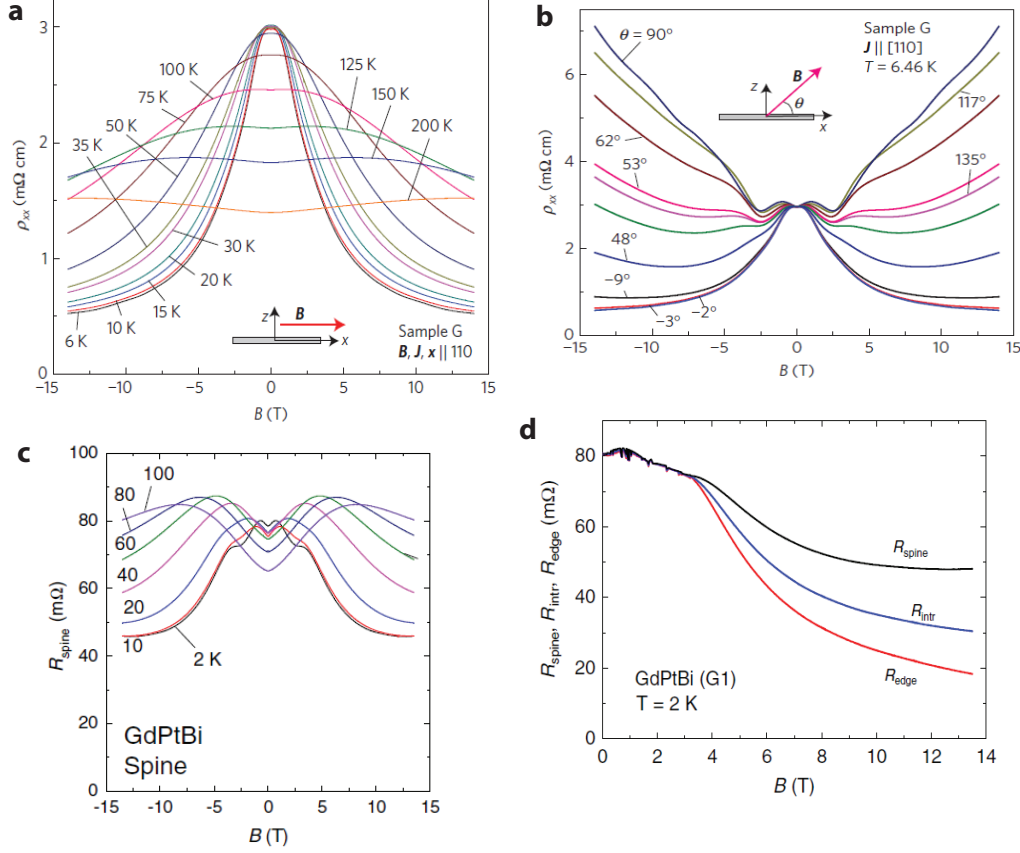 a
3
2
1
0
ρxx (mΩ cm)
100 K
75 K
50 K
35 K
125 K
150 K
200 K
30 K
20 K
15 K
10 K
6 K
z
B
x
Sample G
B, J, x || 110
−15 −10 −5 0 5 10 15
B (T)
b
6
4
2
0
ρxx (mΩ cm)
θ = 90°
Sample G
J || [110]
T = 6.46 K
z
B
θ
x
62°
53°
117°
135°
48°
−9°
−3°
−2°
−15 −10 −5 0 5 10 15
B (T)
c
100
80
60
40
20
0
Rspine (mΩ)
100
80
60
40
20
10
2 K
GdPtBi
Spine
-15 -10 -5 0 5 10 15
B (T)
d
80
60
40
20
0
Rspine, Rintr, Redge (mΩ)
Rspine
Rintr
Redge
GdPtBi (G1)
T = 2 K
0 2 4 6 8 10 12 14
B (T)